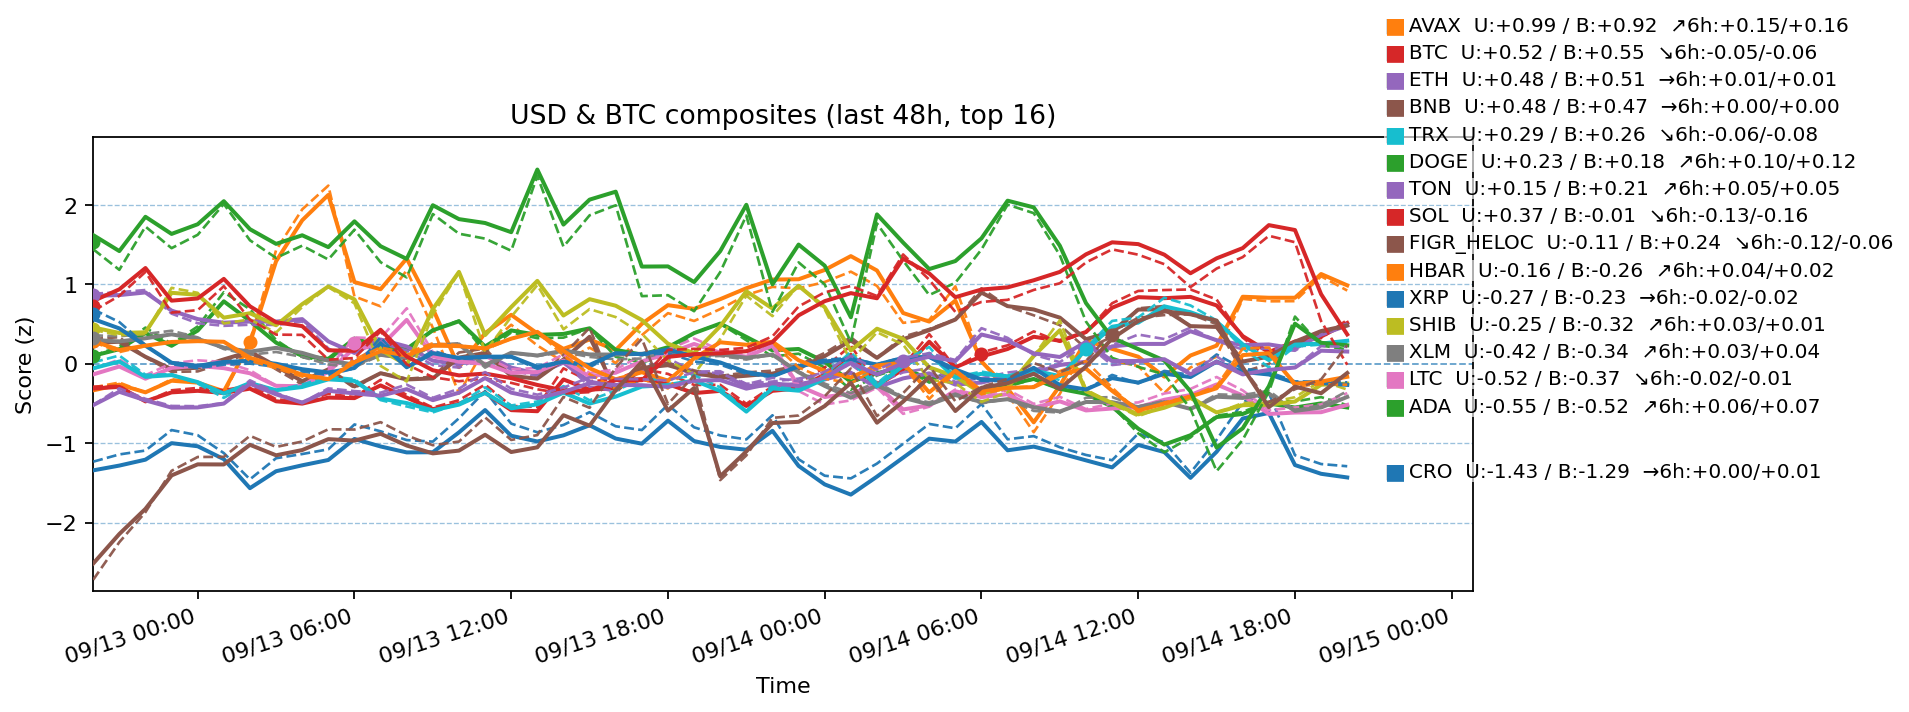 AVAX  U:+0.99 / B:+0.92  ↗6h:+0.15/+0.16
BTC  U:+0.52 / B:+0.55  ↘6h:-0.05/-0.06
ETH  U:+0.48 / B:+0.51  →6h:+0.01/+0.01
BNB  U:+0.48 / B:+0.47  →6h:+0.00/+0.00
TRX  U:+0.29 / B:+0.26  ↘6h:-0.06/-0.08
DOGE  U:+0.23 / B:+0.18  ↗6h:+0.10/+0.12
TON  U:+0.15 / B:+0.21  ↗6h:+0.05/+0.05
SOL  U:+0.37 / B:-0.01  ↘6h:-0.13/-0.16
FIGR_HELOC  U:-0.11 / B:+0.24  ↘6h:-0.12/-0.06
HBAR  U:-0.16 / B:-0.26  ↗6h:+0.04/+0.02
XRP  U:-0.27 / B:-0.23  →6h:-0.02/-0.02
SHIB  U:-0.25 / B:-0.32  ↗6h:+0.03/+0.01
XLM  U:-0.42 / B:-0.34  ↗6h:+0.03/+0.04
LTC  U:-0.52 / B:-0.37  ↘6h:-0.02/-0.01
ADA  U:-0.55 / B:-0.52  ↗6h:+0.06/+0.07
CRO  U:-1.43 / B:-1.29  →6h:+0.00/+0.01
USD & BTC composites (last 48h, top 16)
Score (z)
2
1
0
−1
−2
09/13 00:00
09/13 06:00
09/13 12:00
09/13 18:00
09/14 00:00
09/14 06:00
09/14 12:00
09/14 18:00
09/15 00:00
Time